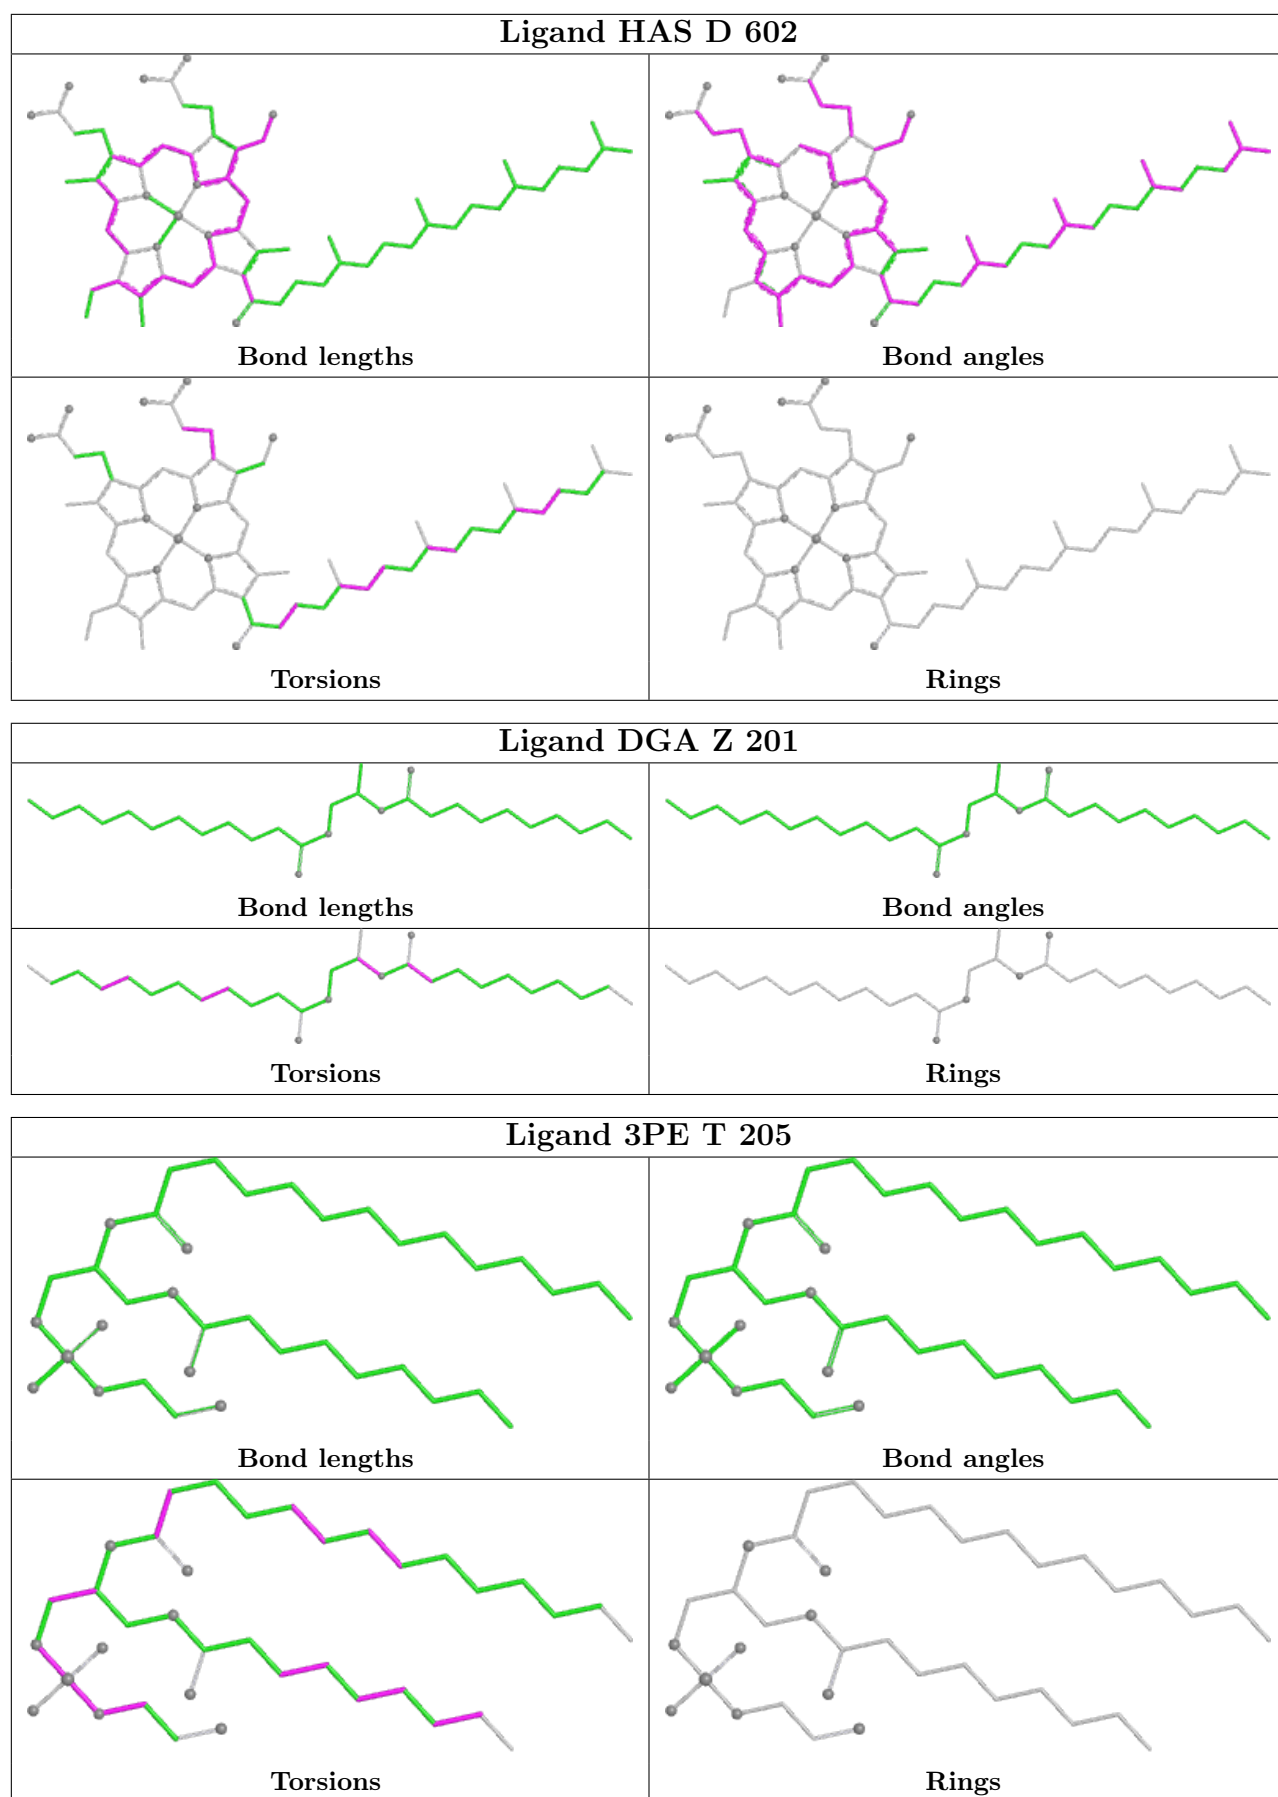 Ligand HAS D 602
Bond lengths
Bond angles
Torsions
Rings
Ligand DGA Z 201
Bond lengths
Bond angles
Torsions
Rings
Ligand 3PE T 205
Bond lengths
Bond angles
Torsions
Rings